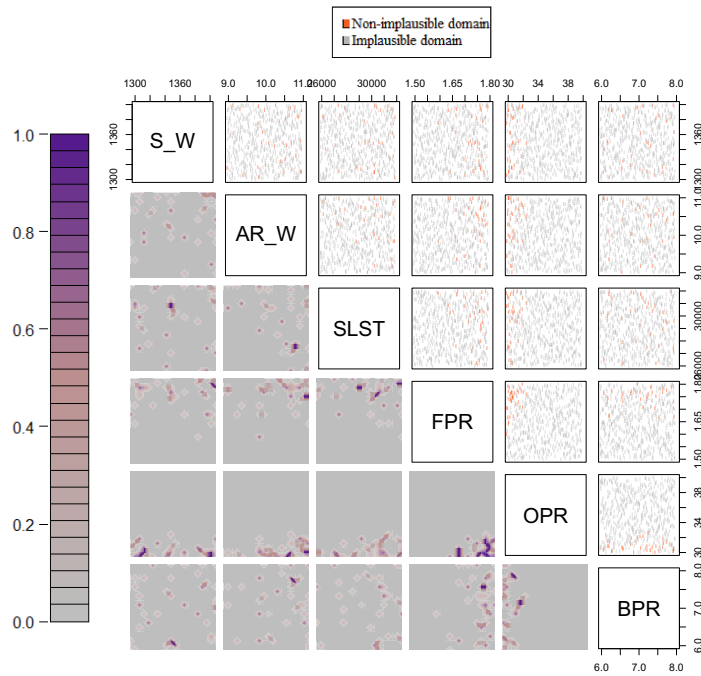 Non-implausible domain
Implausible domain
1300 1360 9.0 10.0 11.0 26000 30000 1.50 1.65 1.80 30 34 38 6.0 7.0 8.0
1.0
0.8
0.6
0.4
0.2
0.0
S_W
1300 1360
1300 1360
AR_W
9.0 10.0 11.0
SLST
26000 30000
FPR
1.50 1.65 1.80
OPR
30 34 38
BPR
6.0 7.0 8.0
6.0 7.0 8.0